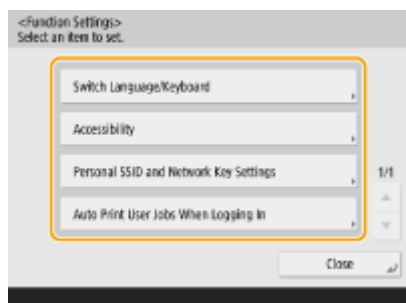 <Function Settings>
Select an item to set.
Switch Language/Keyboard
Accessibility
Personal SSID and Network Key Settings
1/1
Auto Print User Jobs When Logging In
Close